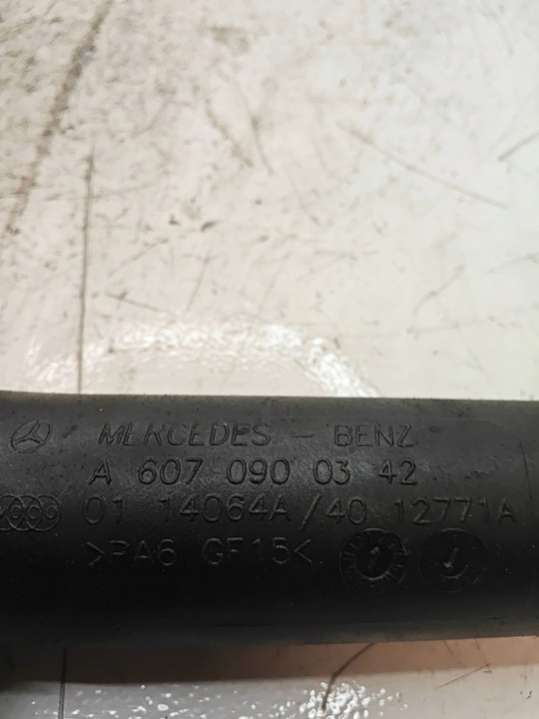 MERCEDES - BENZ
A 607 090 03 42
01 14064A/40 12771A
>PA6 GF15<